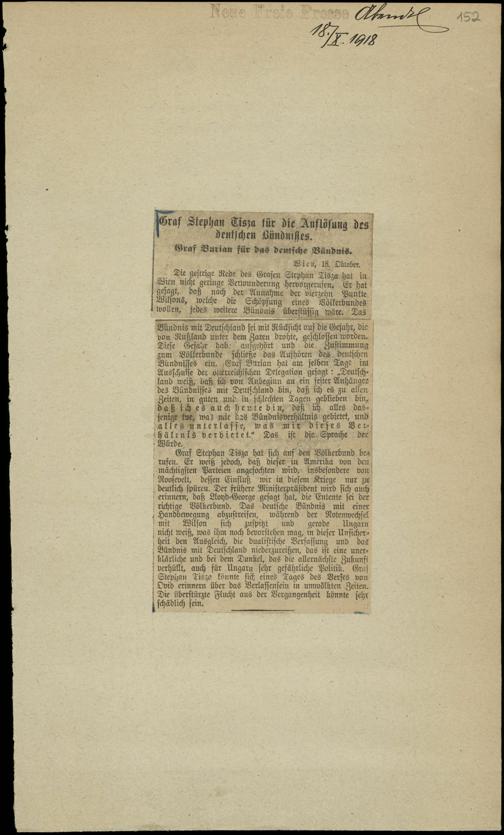 Neue Freie Presse
Abendbl.
152
18./X. 1918
Graf Stephan Tisza für die Auflösung des
deutschen Bündnisses.
Graf Burian für das deutsche Bündnis.
Wien, 18. Oktober.
Die gestrige Rede des Grafen Stephan Tisza hat in
Wien nicht geringe Verwunderung hervorgerufen. Er hat
gesagt, daß nach der Annahme der vierzehn Punkte
Wilsons, welche die Schöpfung eines Völkerbundes
wollen, jedes weitere Bündnis überflüssig wäre. Das
Bündnis mit Deutschland sei mit Rücksicht auf die Gefahr, die
von Rußland unter dem Zaren drohte, geschlossen worden.
Diese Gefahr habe aufgehört und die Zustimmung
zum Völkerbunde schließe das Aufhören des deutschen
Bündnisses ein. Graf Burian hat am selben Tage im
Ausschusse der österreichischen Delegation gesagt: „Deutsch-
land weiß, daß ich von Anbeginn an ein fester Anhänger
des Bündnisses mit Deutschland bin, daß ich es zu allen
Zeiten, in guten und in schlechten Tagen geblieben bin,
daß ich es auch heute bin, daß ich alles das-
jenige tue, was das Bündnisverhältnis gebietet, und
alles unterlasse, was mir dieses Ver-
hältnis verbietet.“ Das ist die Sprache der
Würde.
Graf Stephan Tisza hat sich auf den Völkerbund be-
rufen. Er weiß jedoch, daß dieser in Amerika von den
mächtigsten Parteien angefochten wird, insbesondere von
Roosevelt, dessen Einfluß wir in diesem Kriege nur zu
deutlich spüren. Der frühere Ministerpräsident wird sich auch
erinnern, daß Lloyd-George gesagt hat, die Entente sei der
richtige Völkerbund. Das deutsche Bündnis mit einer
Handbewegung abzustreifen, während der Notenwechsel
mit Wilson sich zuspitzt und gerade Ungarn
nicht weiß, was ihm noch bevorstehen mag, in dieser Unsicher-
heit den Ausgleich, die dualistische Verfassung und das
Bündnis mit Deutschland niederzureißen, das ist eine uner-
klärliche und bei dem Dunkel, das die allernächste Zukunft
verhüllt, auch für Ungarn sehr gefährliche Politik. Graf
Stephan Tisza könnte sich eines Tages des Verses von
Ovid erinnern über das Verlassensein in umwölkten Zeiten.
Die überstürzte Flucht aus der Vergangenheit könnte sehr
schädlich sein.